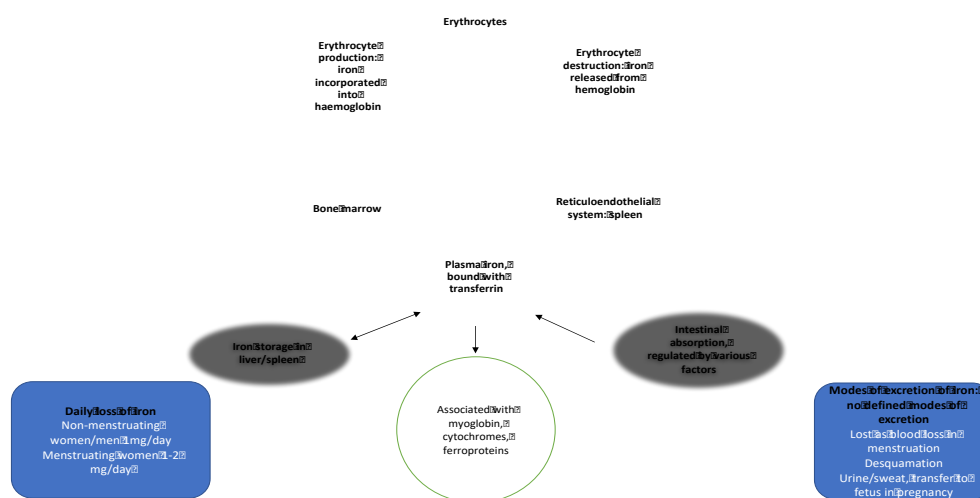 Erythrocytes
Erythrocyte
production:
iron
incorporated
into
haemoglobin
Erythrocyte
destruction: iron
released from
hemoglobin
Bone marrow
Reticuloendothelial
system: spleen
Plasma iron,
bound with
transferrin
Iron storage in
liver/spleen
Intestinal
absorption,
regulated by various
factors
Daily loss of iron
Non-menstruating
women/men 1mg/day
Menstruating women 1-2
mg/day
Associated with
myoglobin,
cytochromes,
ferroproteins
Modes of excretion of iron:
no defined modes of
excretion
Lost as blood loss in
menstruation
Desquamation
Urine/sweat, transfer to
fetus in pregnancy